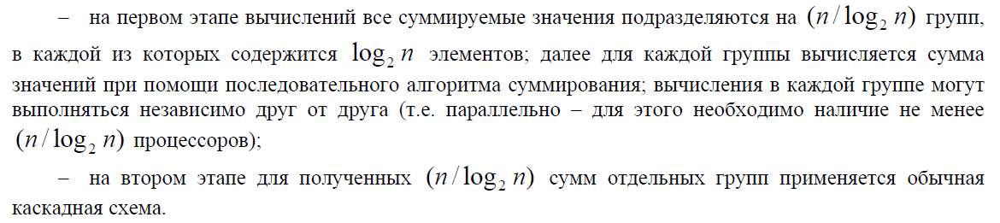 – на первом этапе вычислений все суммируемые значения подразделяются на (n / log₂ n) групп,
в каждой из которых содержится log₂ n элементов; далее для каждой группы вычисляется сумма
значений при помощи последовательного алгоритма суммирования; вычисления в каждой группе могут
выполняться независимо друг от друга (т.е. параллельно – для этого необходимо наличие не менее
(n / log₂ n) процессоров);
– на втором этапе для полученных (n / log₂ n) сумм отдельных групп применяется обычная
каскадная схема.